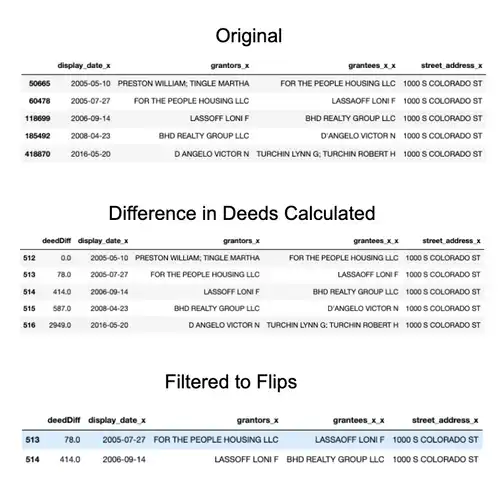 Original
display_date_x grantors_x grantees_x_x street_address_x
50665 2005-05-10 PRESTON WILLIAM; TINGLE MARTHA FOR THE PEOPLE HOUSING LLC 1000 S COLORADO ST
60478 2005-07-27 FOR THE PEOPLE HOUSING LLC LASSAOFF LONI F 1000 S COLORADO ST
118699 2006-09-14 LASSOFF LONI F BHD REALTY GROUP LLC 1000 S COLORADO ST
185492 2008-04-23 BHD REALTY GROUP LLC D'ANGELO VICTOR N 1000 S COLORADO ST
418870 2016-05-20 D ANGELO VICTOR N TURCHIN LYNN G; TURCHIN ROBERT H 1000 S COLORADO ST
Difference in Deeds Calculated
deedDiff display_date_x grantors_x grantees_x_x street_address_x
512 0.0 2005-05-10 PRESTON WILLIAM; TINGLE MARTHA FOR THE PEOPLE HOUSING LLC 1000 S COLORADO ST
513 78.0 2005-07-27 FOR THE PEOPLE HOUSING LLC LASSAOFF LONI F 1000 S COLORADO ST
514 414.0 2006-09-14 LASSOFF LONI F BHD REALTY GROUP LLC 1000 S COLORADO ST
515 587.0 2008-04-23 BHD REALTY GROUP LLC D'ANGELO VICTOR N 1000 S COLORADO ST
516 2949.0 2016-05-20 D ANGELO VICTOR N TURCHIN LYNN G; TURCHIN ROBERT H 1000 S COLORADO ST
Filtered to Flips
deedDiff display_date_x grantors_x grantees_x_x street_address_x
513 78.0 2005-07-27 FOR THE PEOPLE HOUSING LLC LASSAOFF LONI F 1000 S COLORADO ST
514 414.0 2006-09-14 LASSOFF LONI F BHD REALTY GROUP LLC 1000 S COLORADO ST